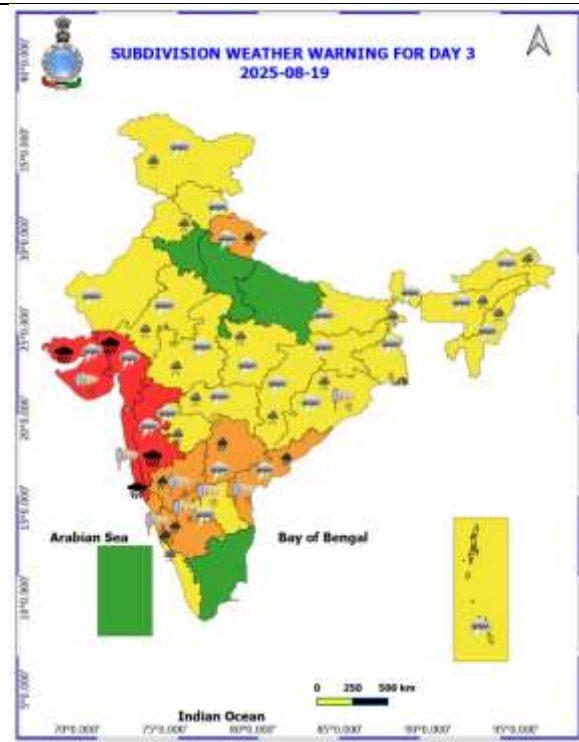 SUBDIVISION WEATHER WARNING FOR DAY 3
2025-08-19
Arabian Sea
Bay of Bengal
0 250 500 km
Indian Ocean
70°0.000' 75°0.000' 80°0.000' 85°0.000' 90°0.000' 95°0.000'